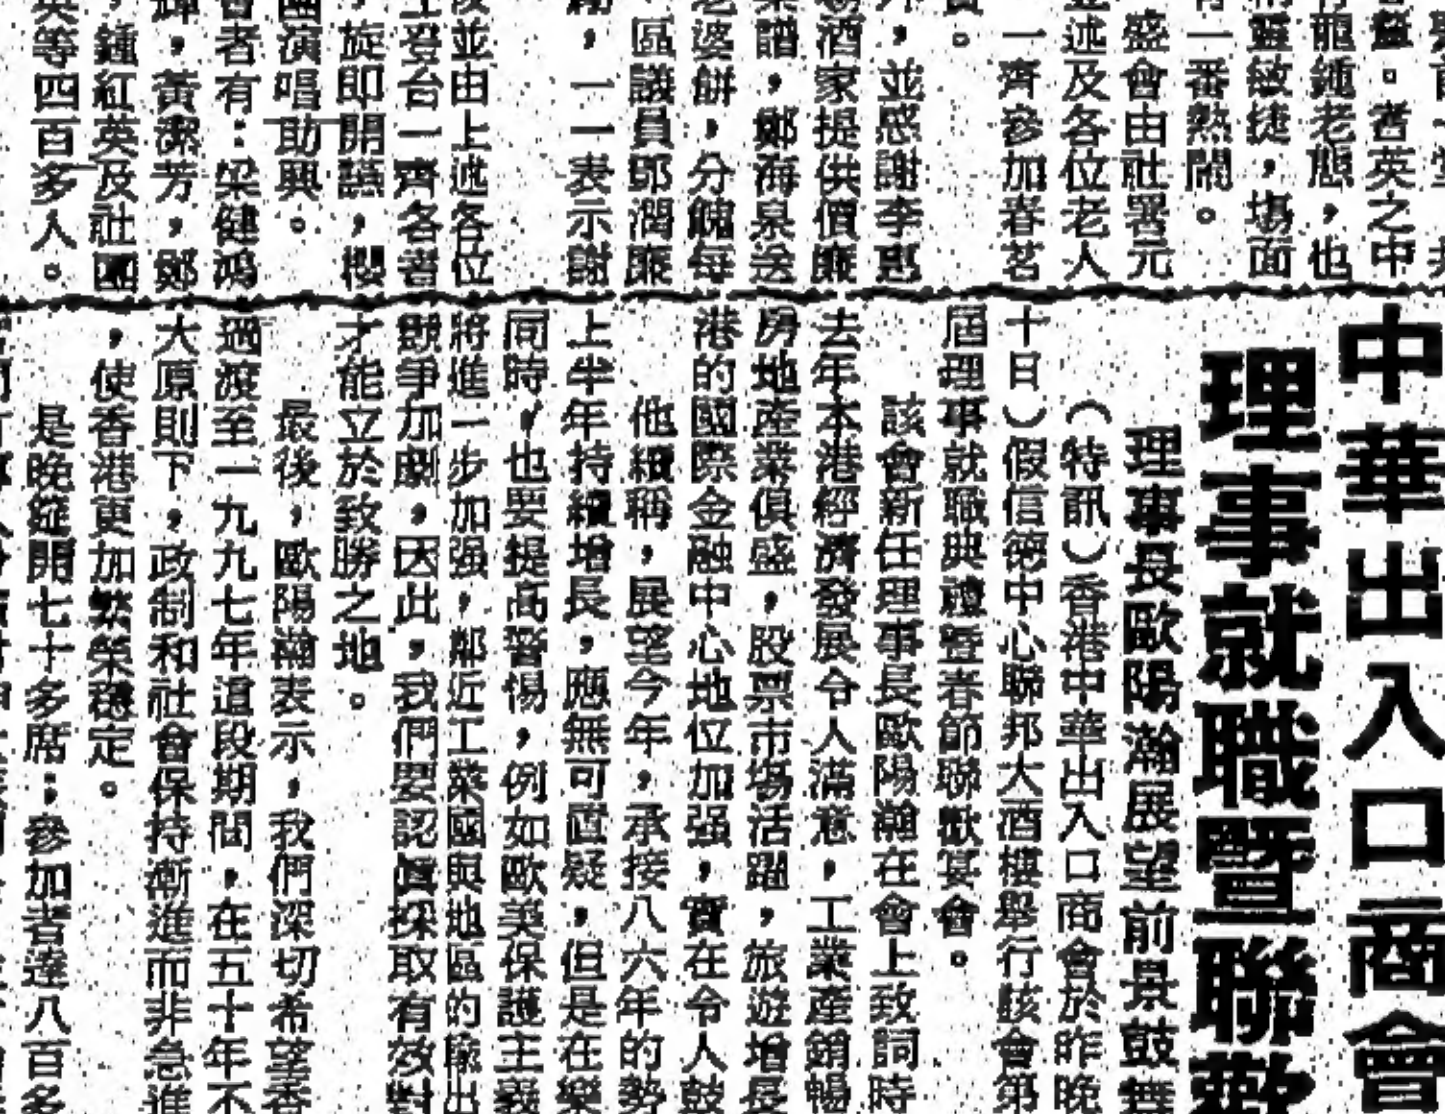 英等四百多人。
鍾紅英及社團
，黃潔芳，鄭
者有：梁健鴻
團演唱助興。
旋即開讌，櫻
登台一齊各唱
並由上述各位
，一一表示謝
區議員鄧潤廉
老婆餅，分餽每
譜，鄭海泉送
酒家提供價廉
，並感謝李惠
一齊參加春茗
述及各位老人
盛會由社署元
一番熱鬧。
敏捷，場面
龍鍾老態，也
。耆英之中
中華出入口商會
理事就職暨聯歡
理事長歐陽瀚展望前景鼓舞
（特訊）香港中華出入口商會於昨晚
十日）假信德中心聯邦大酒樓舉行該會第
屆理事就職典禮暨春節聯歡宴會。
該會新任理事長歐陽瀚在會上致詞時
去年本港經濟發展令人滿意，工業產銷暢
房地產業俱盛，股票市場活躍，旅遊增長
港的國際金融中心地位加强，實在令人鼓
他續稱，展望今年，承接八六年的勢
上半年持續增長，應無可置疑，但是在樂
同時，也要提高警惕，例如歐美保護主義
將進一步加强，鄰近工業國與地區的輸出
競爭加劇，因此，我們要認眞採取有效對
才能立於致勝之地。
最後，歐陽瀚表示，我們深切希望香
過渡至一九九七年這段期間，在五十年不
大原則下，政制和社會保持漸進而非急進
，使香港更加繁榮穩定。
是晚筵開七十多席；參加者達八百多